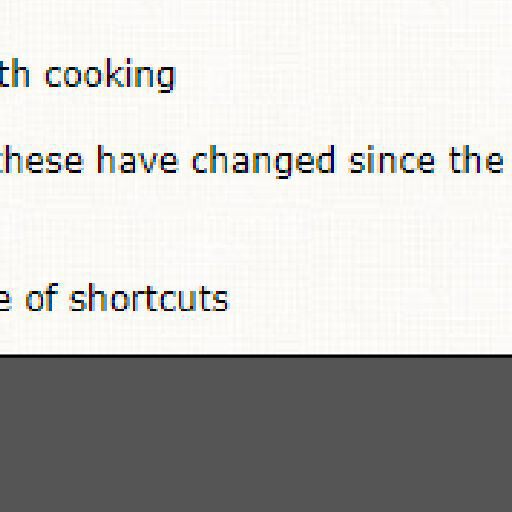 th cooking
these have changed since the
e of shortcuts